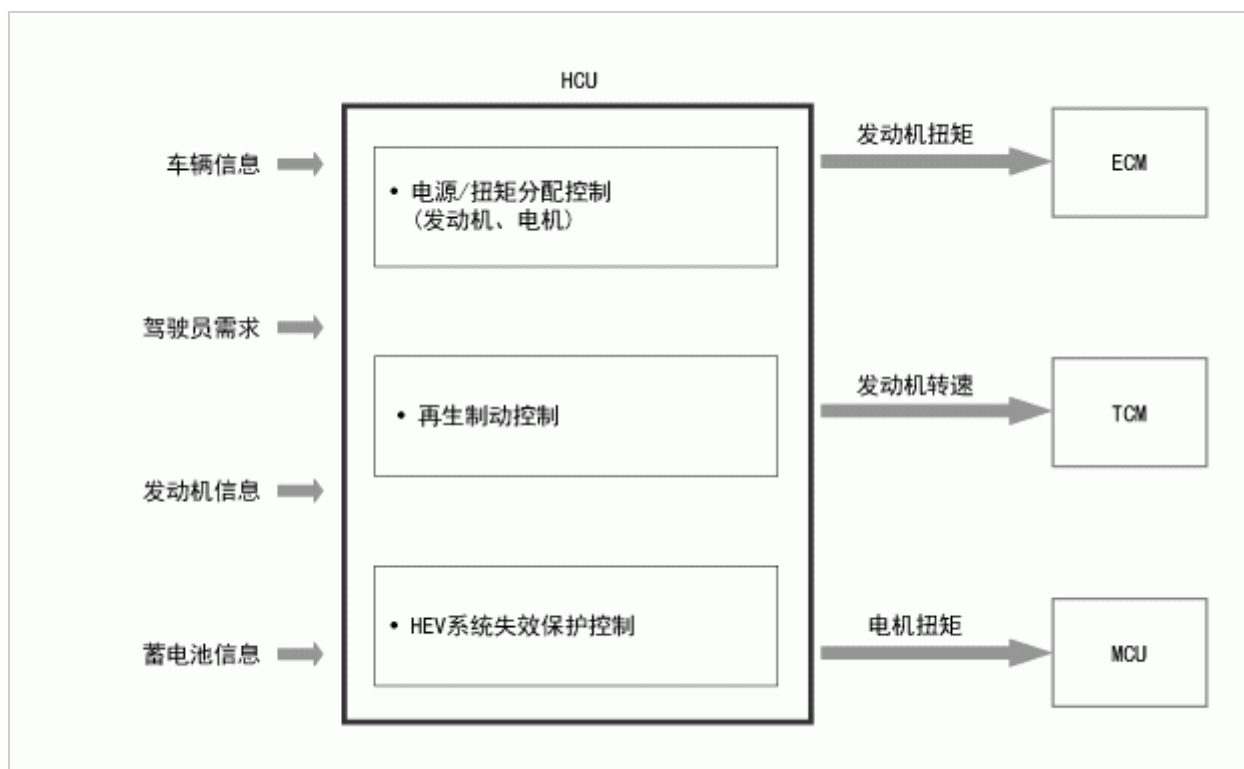 HCU
车辆信息
驾驶员需求
发动机信息
蓄电池信息
• 电源/扭矩分配控制
(发动机、电机)
• 再生制动控制
• HEV系统失效保护控制
发动机扭矩
ECM
发动机转速
TCM
电机扭矩
MCU